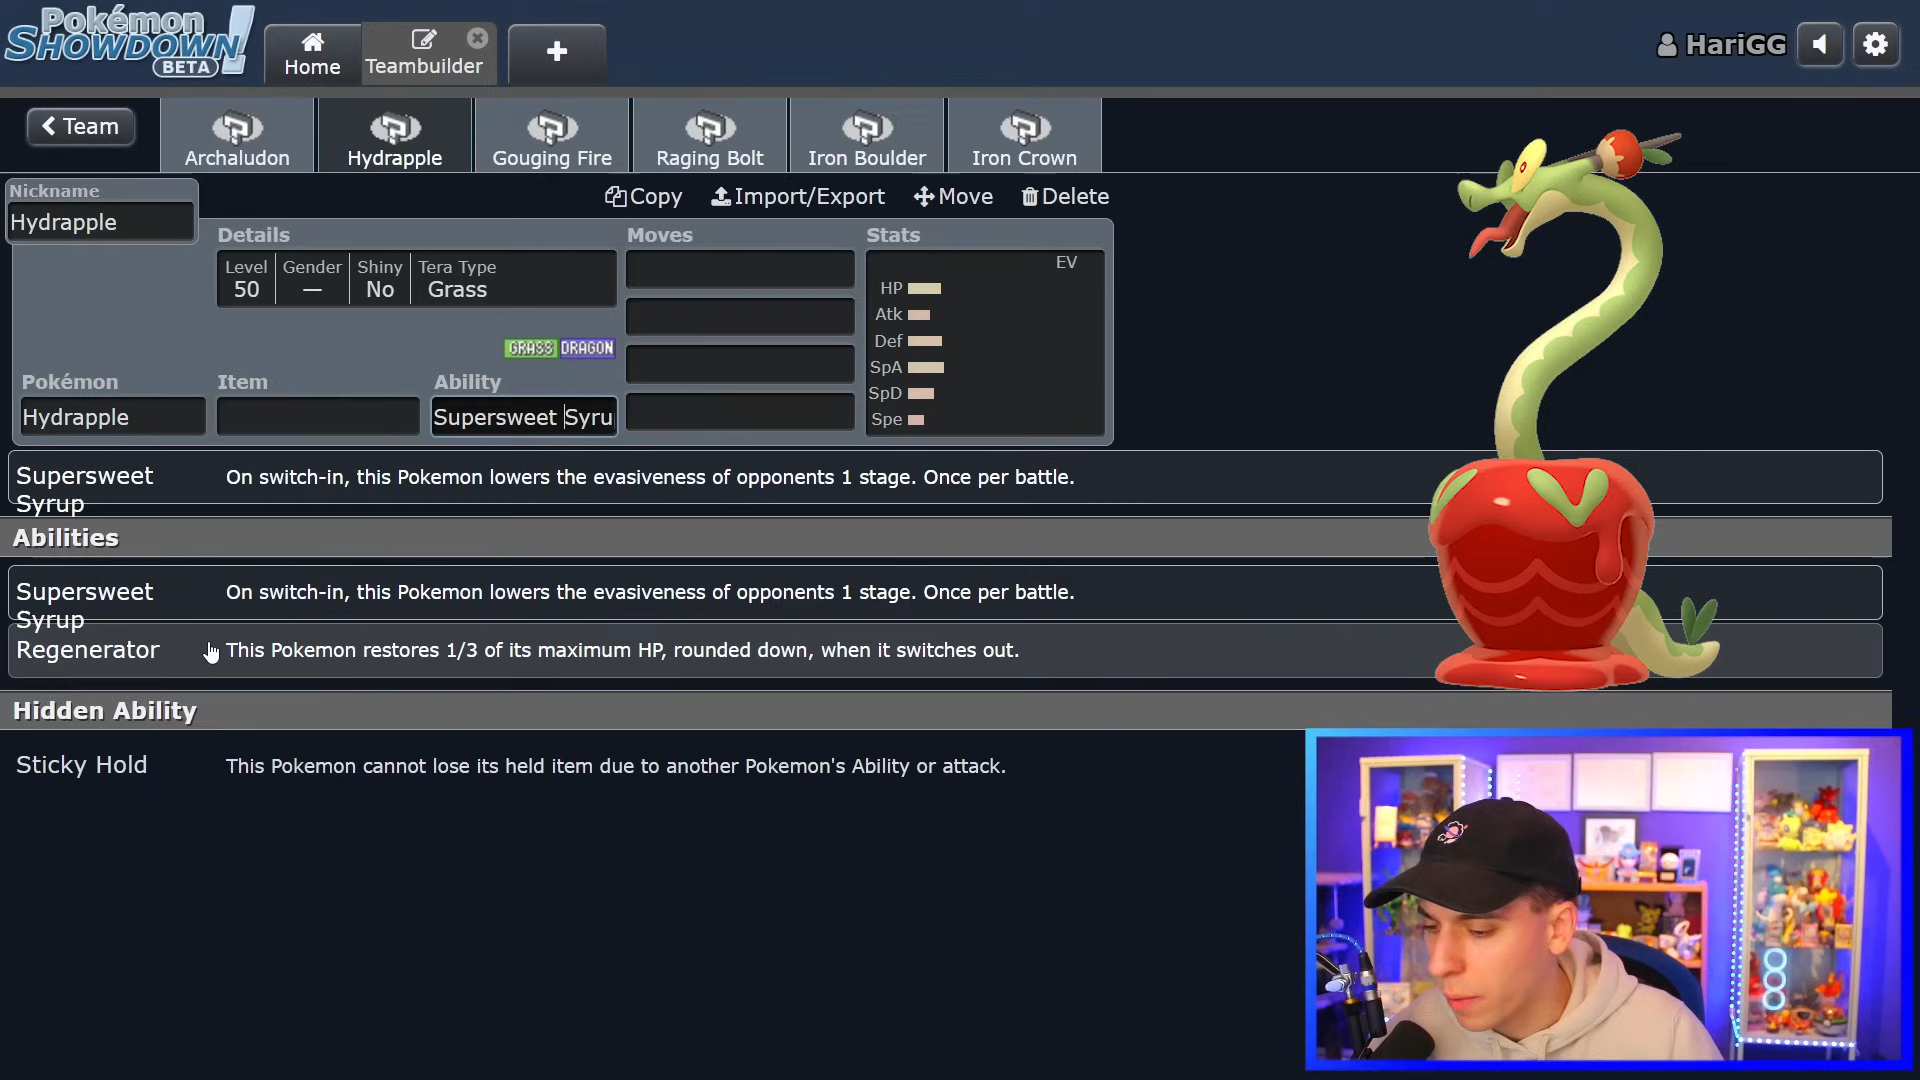 Pokémon
SHOWDOWN!
BETA
Home
Teambuilder
HariGG
Team
Archaludon
Hydrapple
Gouging Fire
Raging Bolt
Iron Boulder
Iron Crown
Nickname
Hydrapple
Copy
Import/Export
Move
Delete
Details
Moves
Stats
Level
Gender
Shiny
Tera Type
50
—
No
Grass
EV
HP
Atk
Def
SpA
SpD
Spe
GRASS DRAGON
Pokémon
Item
Ability
Hydrapple
Supersweet Syru
Supersweet Syrup
On switch-in, this Pokemon lowers the evasiveness of opponents 1 stage. Once per battle.
Abilities
Supersweet Syrup
On switch-in, this Pokemon lowers the evasiveness of opponents 1 stage. Once per battle.
Regenerator
This Pokemon restores 1/3 of its maximum HP, rounded down, when it switches out.
Hidden Ability
Sticky Hold
This Pokemon cannot lose its held item due to another Pokemon's Ability or attack.